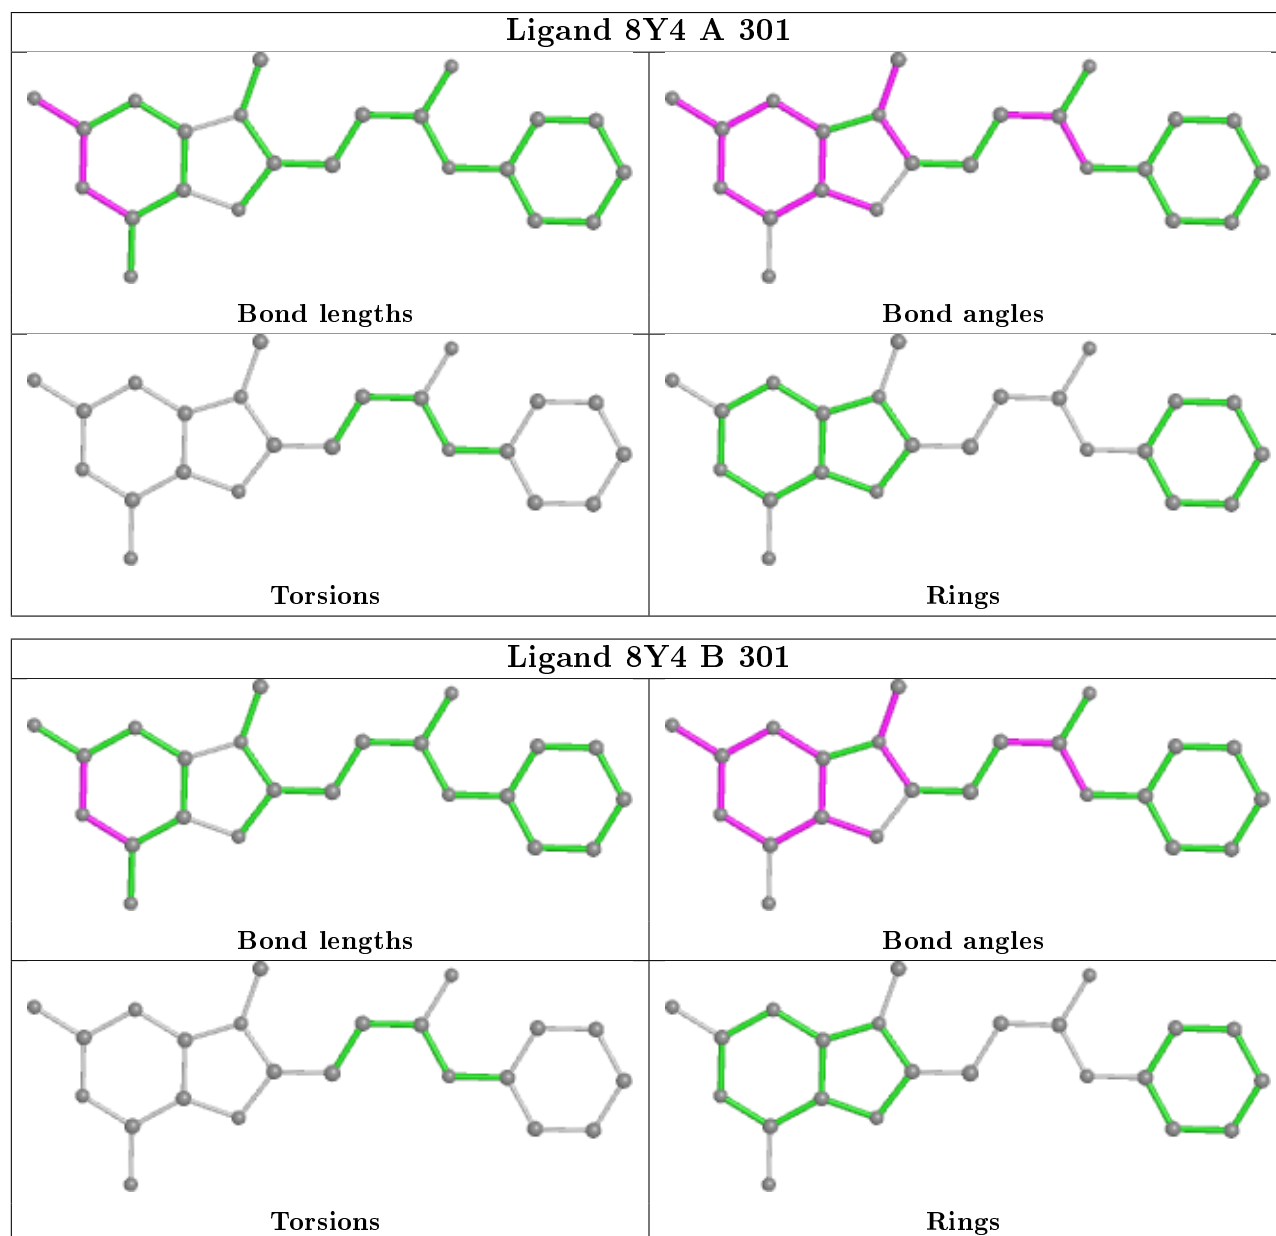 Ligand 8Y4 A 301
Bond lengths
Bond angles
Torsions
Rings
Ligand 8Y4 B 301
Bond lengths
Bond angles
Torsions
Rings